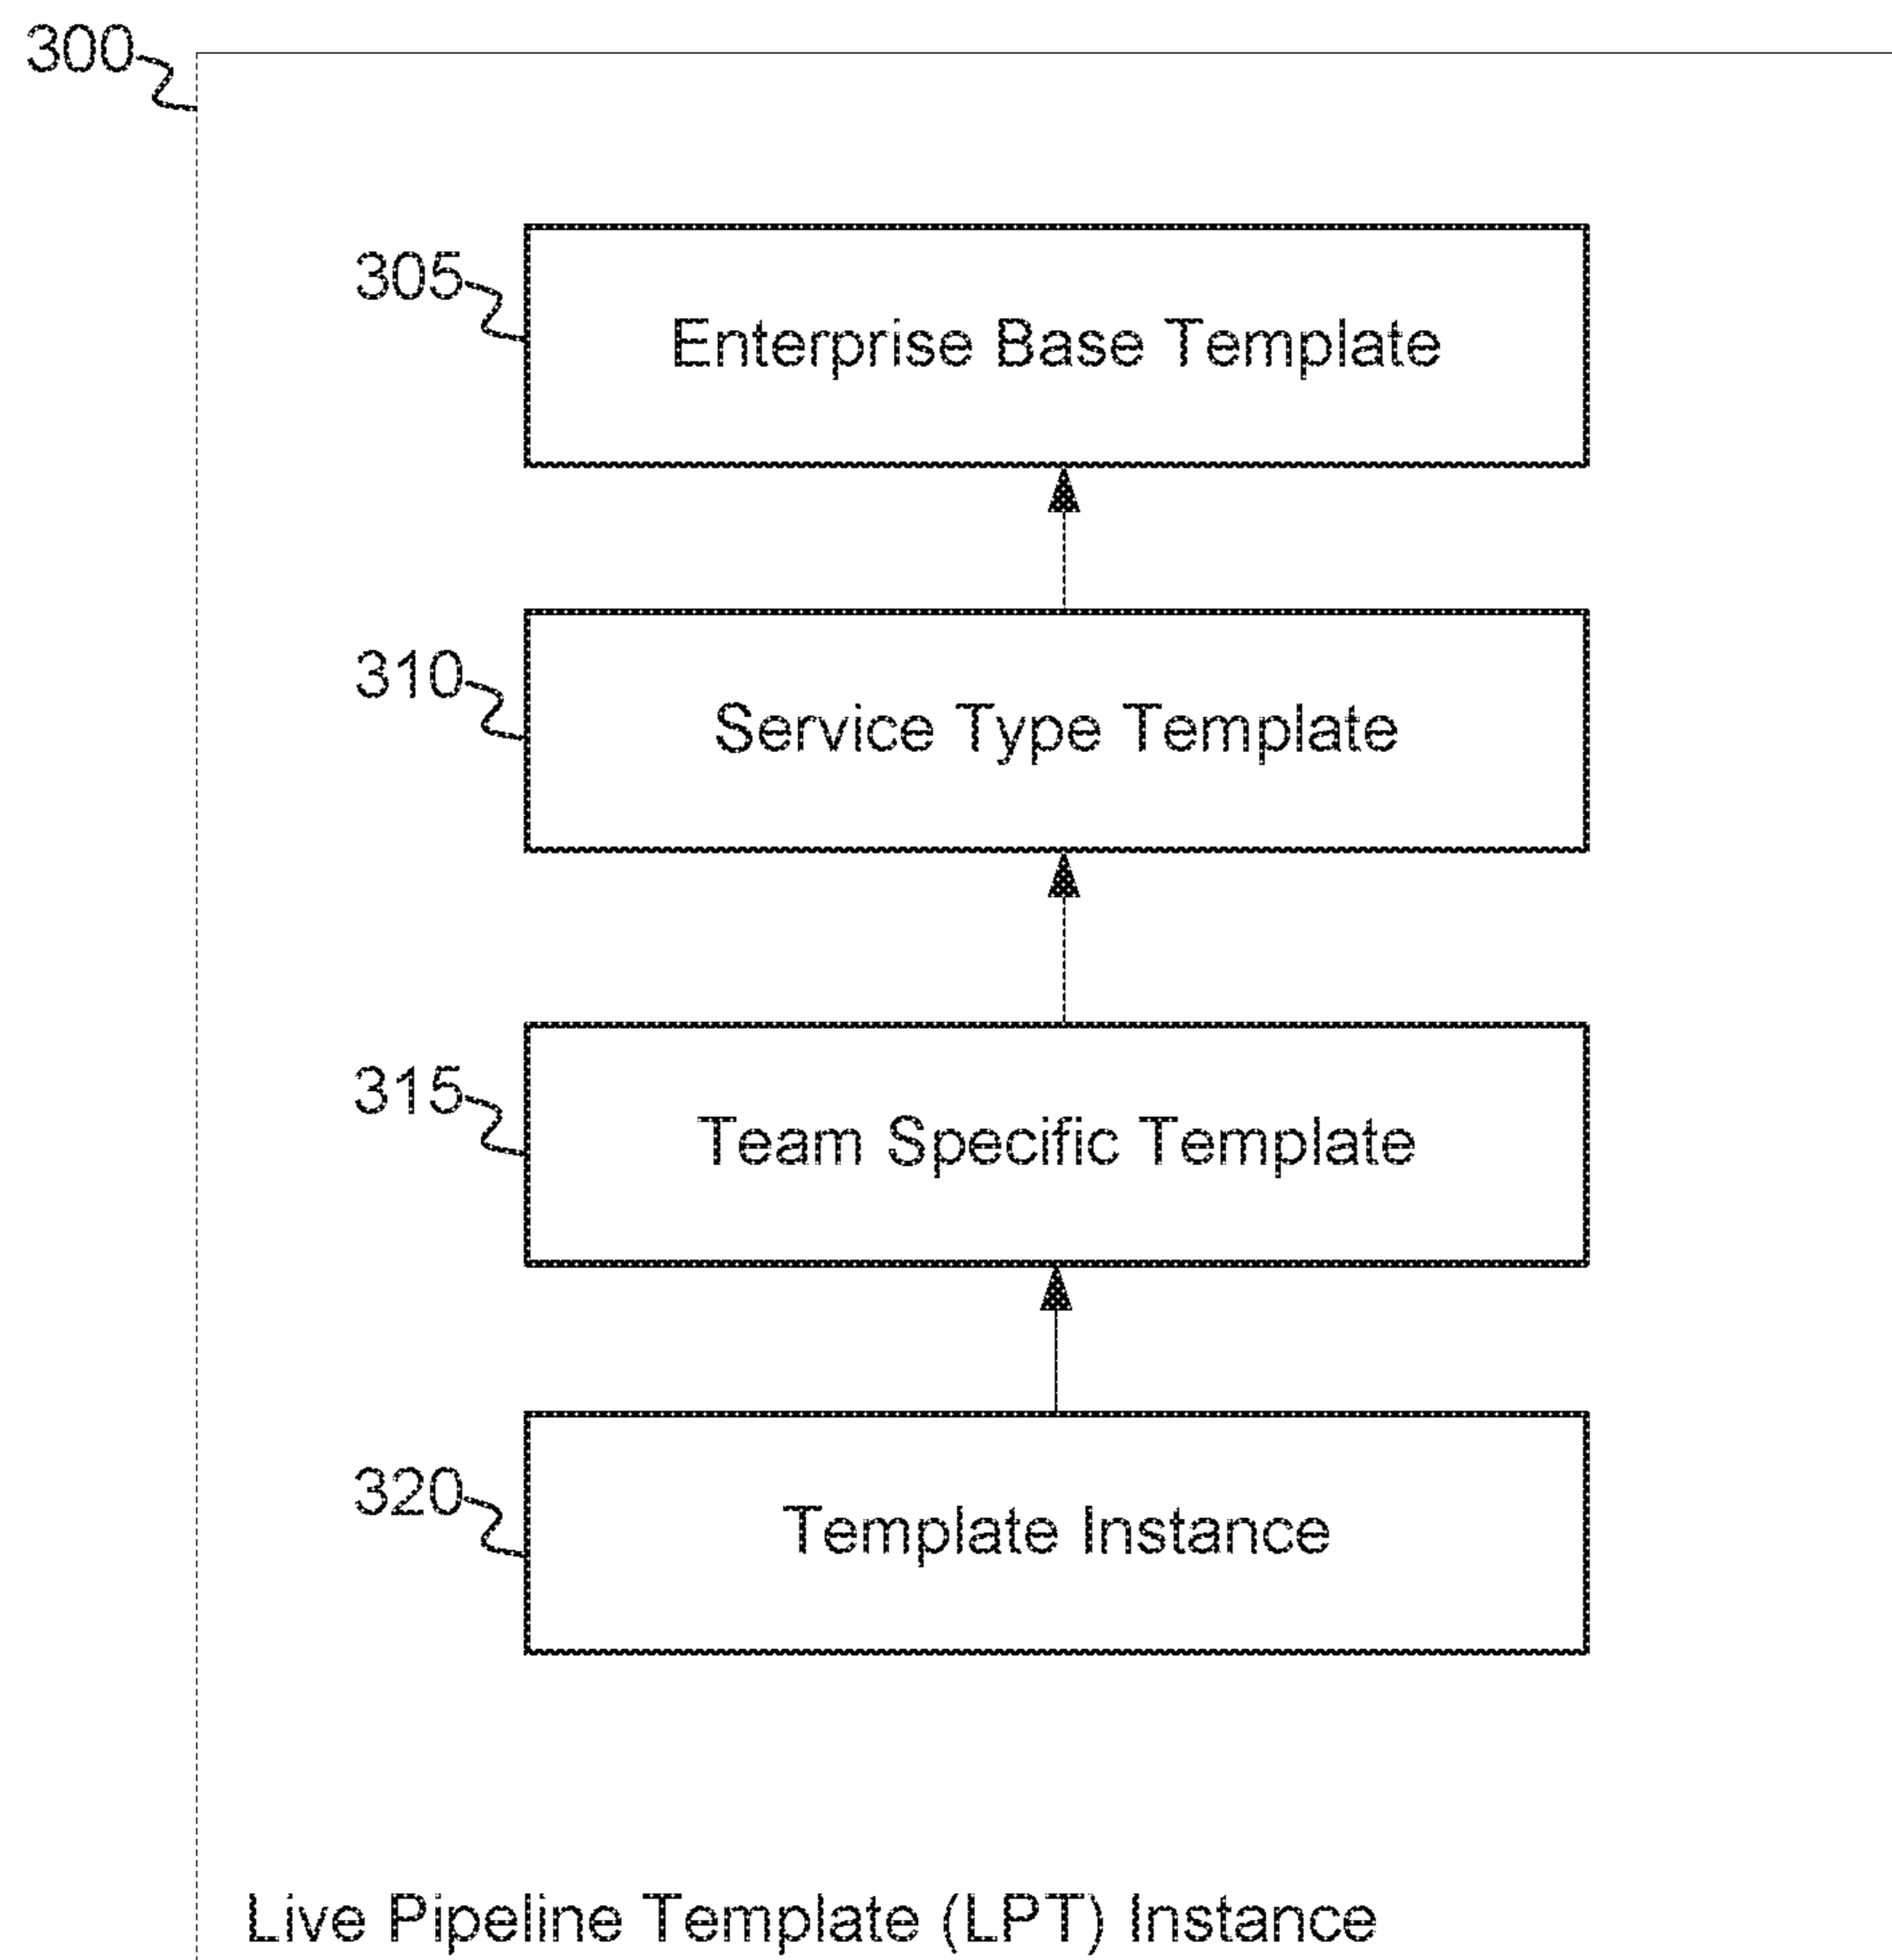 300
305
Enterprise Base Template
310
Service Type Template
315
Team Specific Template
320
Template Instance
Live Pipeline Template (LPT) Instance